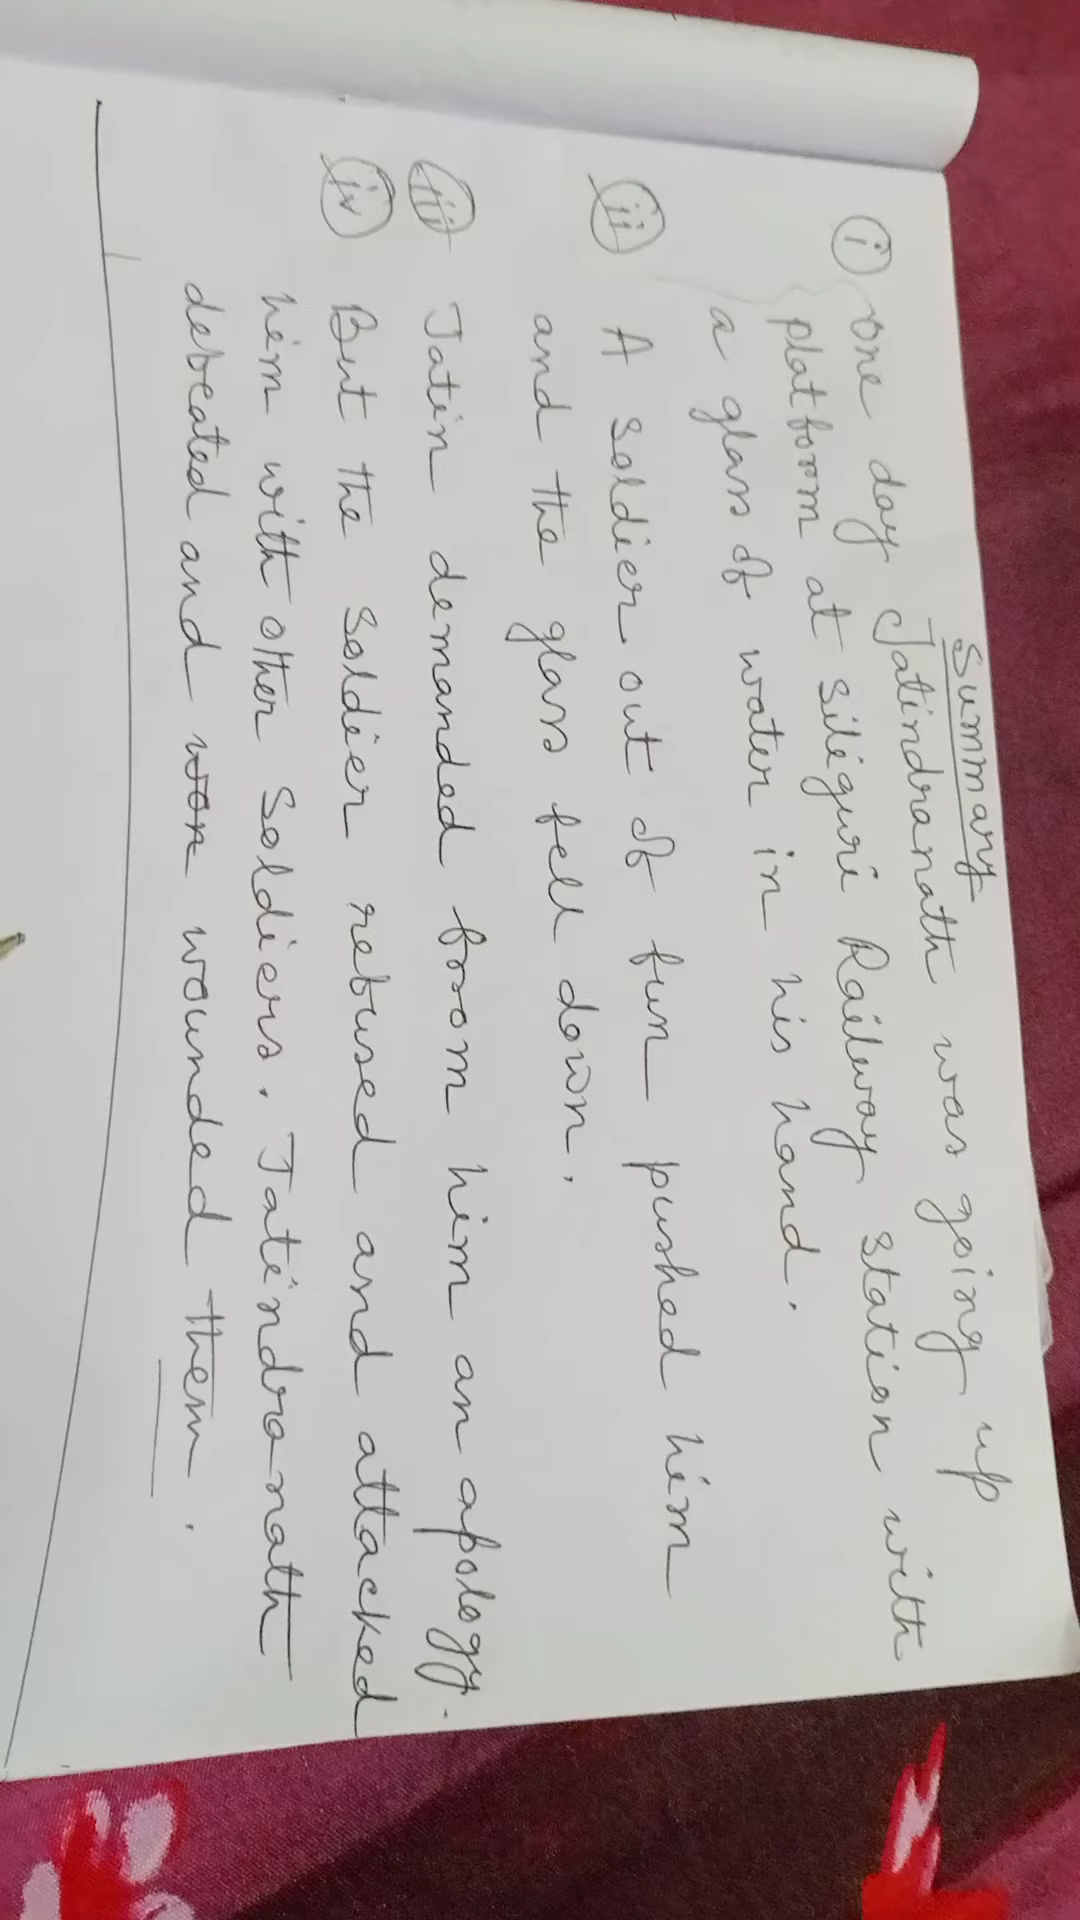 Summary
(i) One day Jatindranath was going up
platform at Siliguri Railway station with
a glass of water in his hand.
(ii) A soldier out of fun pushed him
and the glass fell down.
(iii) Jatin demanded from him an apology.
(iv) But the soldier refused and attacked
him with other soldiers. Jatindranath
defeated and won wounded them.